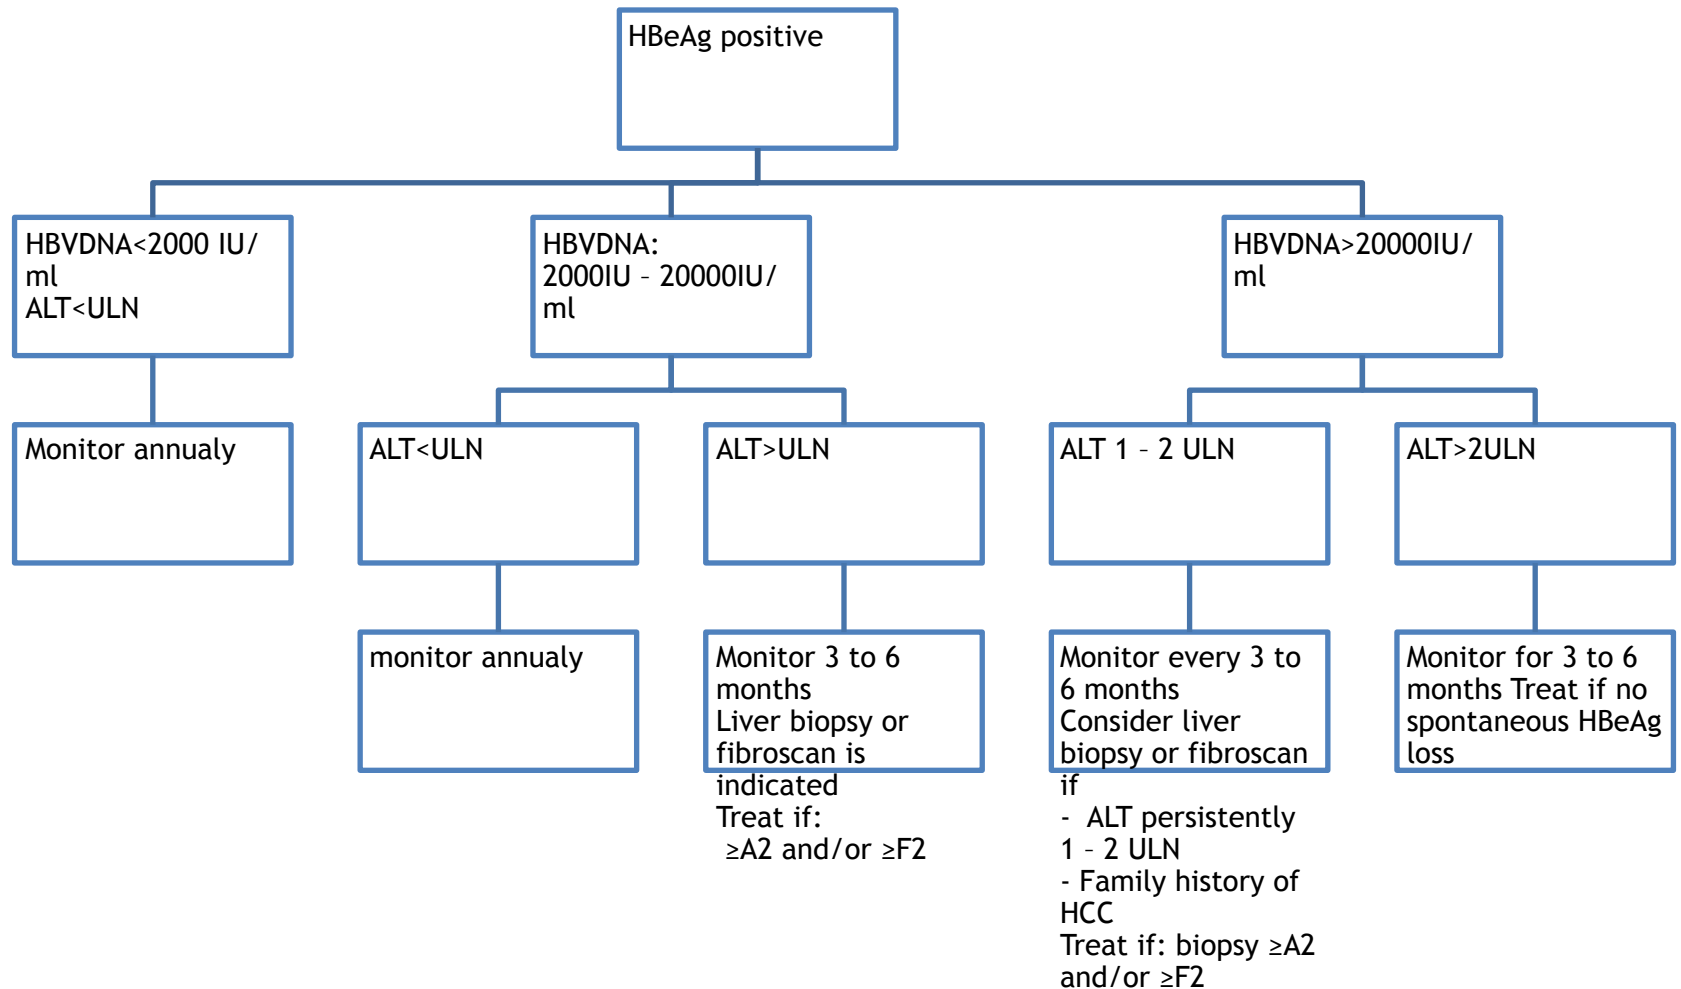 HBeAg positive
HBVDNA<2000 IU/
ml
ALT<ULN
HBVDNA:
2000IU – 20000IU/
ml
HBVDNA>20000IU/
ml
Monitor annualy
ALT<ULN
ALT>ULN
ALT 1 – 2 ULN
ALT>2ULN
monitor annualy
Monitor 3 to 6
months
Liver biopsy or
fibroscan is
indicated
Treat if:
≥A2 and/or ≥F2
Monitor every 3 to
6 months
Consider liver
biopsy or fibroscan
if
- ALT persistently
1 – 2 ULN
- Family history of
HCC
Treat if: biopsy ≥A2
and/or ≥F2
Monitor for 3 to 6
months Treat if no
spontaneous HBeAg
loss